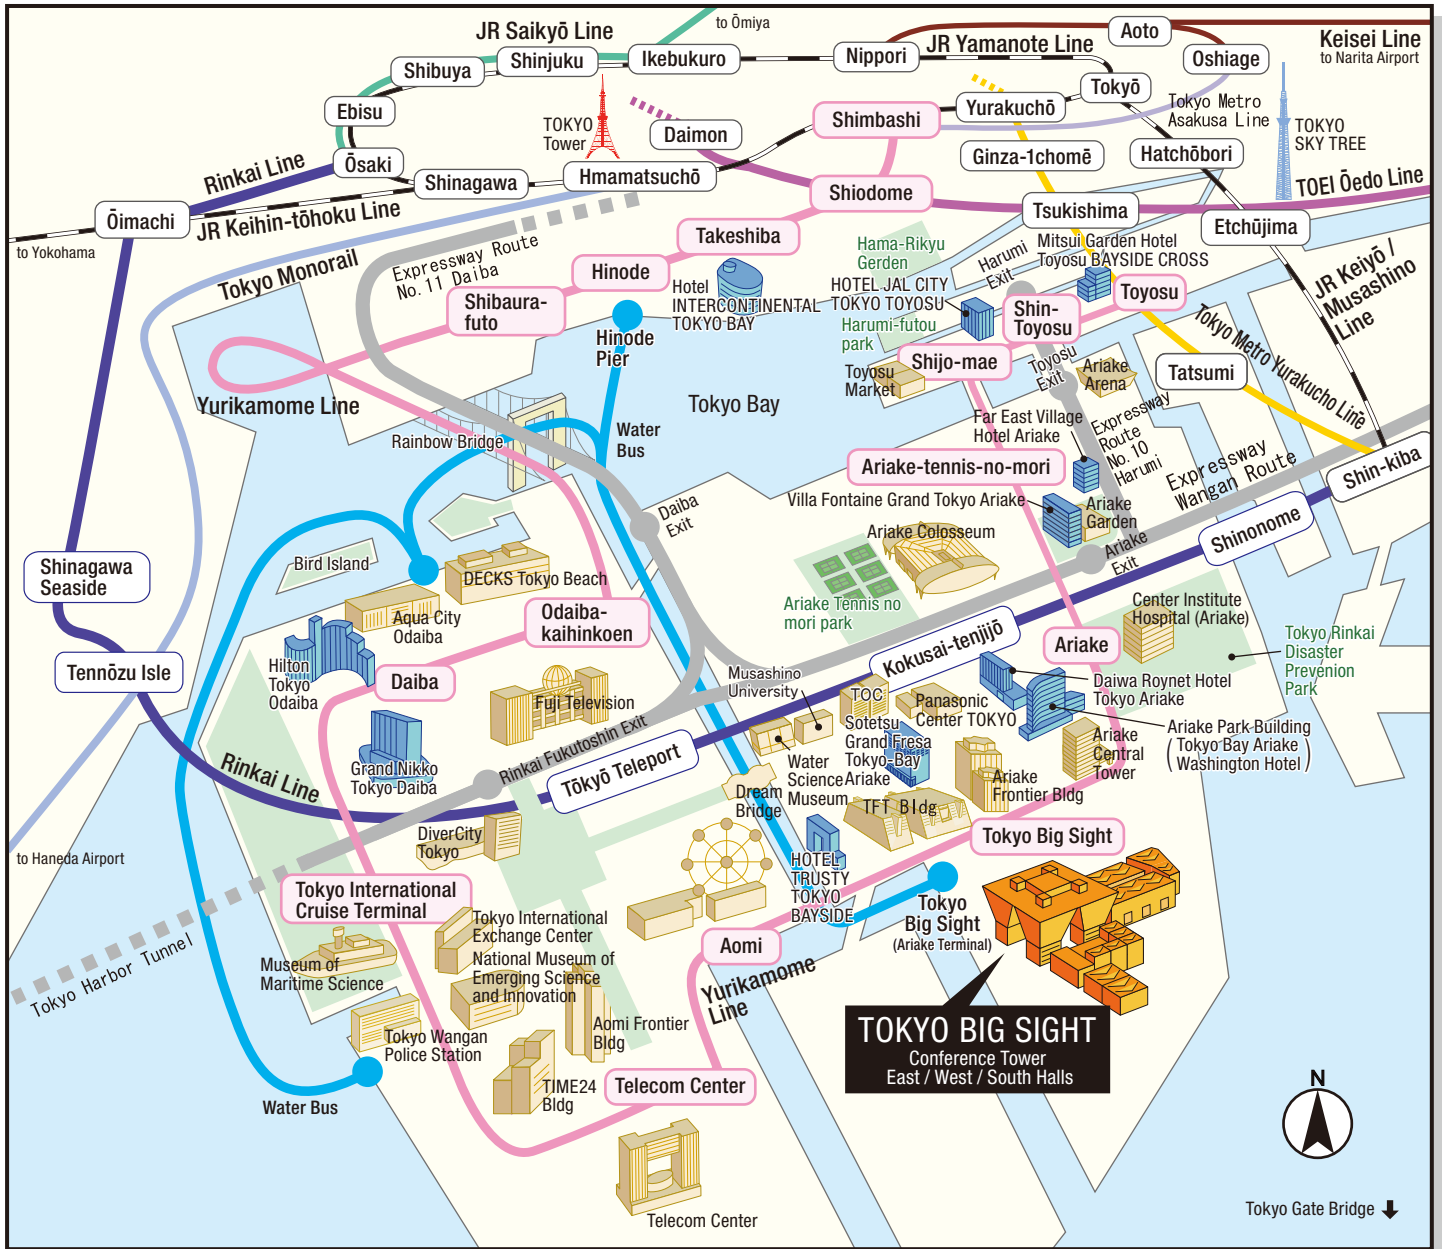 to Ōmiya
JR Saikyō Line
Shibuya
Shinjuku
Ikebukuro
Nippori
JR Yamanote Line
Aoto
Oshiage
Keisei Line
to Narita Airport
Ebisu
TOKYO
Tower
Daimon
Shimbashi
Yurakuchō
Tokyō
Tokyo Metro
Asakusa Line
TOKYO
SKY TREE
Rinkai Line
Ōsaki
Shinagawa
Hmamatsuchō
Shiodome
Ginza-1chomē
Hatchōbori
TOEI Ōedo Line
Ōimachi
JR Keihin-tōhoku Line
to Yokohama
Tokyo Monorail
Expressway Route
No.11 Daiba
Takeshiba
Hinode
Shibaura-
futo
Hotel
INTERCONTINENTAL
TOKYO BAY
Hama-Rikyu
Garden
Harumi
Exit
Tsukishima
Etchūjima
Mitsui Garden Hotel
Toyosu BAYSIDE CROSS
HOTEL JAL CITY
TOKYO TOYOSU
Toyosu
Shin-
Toyosu
JR Keiyō /
Musashino
Line
Harumi-futou
park
Hinode
Pier
Shijo-mae
Toyosu
Exit
Toyosu
Market
Ariake
Arena
Tatsumi
Tokyo Metro Yurakucho Line
Yurikamome Line
Rainbow Bridge
Water
Bus
Tokyo Bay
Far East Village
Hotel Ariake
Expressway
Route
No.10
Harumi
Expressway
Wangan Route
Shin-kiba
Ariake-tennis-no-mori
Villa Fontaine Grand Tokyo Ariake
Ariake
Garden
Daiba
Exit
Ariake Colosseum
Ariake
Exit
Shinonome
Shinagawa
Seaside
Bird Island
DECKS Tokyo Beach
Aqua City
Odaiba
Odaiba-
kaihinkoen
Ariake Tennis no
mori park
Center Institute
Hospital (Ariake)
Tokyo Rinkai
Disaster
Prevenion
Park
Kokusai-tenjijō
Ariake
Tennōzu Isle
Hilton
Tokyo
Odaiba
Daiba
Fuji Television
Musashino
University
TOC
Panasonic
Center TOKYO
Daiwa Roynet Hotel
Tokyo Ariake
Ariake Park Building
(Tokyo Bay Ariake
Washington Hotel)
Sotetsu
Grand Fresa
Tokyo-Bay
Ariake
Ariake
Central
Tower
Rinkai Line
Grand Nikko
Tokyo Daiba
Rinkai Fukutoshin Exit
Tōkyō Teleport
Water
Science
Museum
Dream
Bridge
Ariake
Frontier Bldg
TFT Bldg
DiverCity
Tokyo
Tokyo Big Sight
to Haneda Airport
HOTEL
TRUSTY
TOKYO
BAYSIDE
Tokyo
Big Sight
(Ariake Terminal)
Tokyo International
Cruise Terminal
Tokyo International
Exchange Center
Aomi
Yurikamome
Line
Tokyo Harbor Tunnel
Museum of
Maritime Science
National Museum of
Emerging Science
and Innovation
Aomi Frontier
Bldg
Tokyo Wangan
Police Station
TOKYO BIG SIGHT
Conference Tower
East / West / South Halls
TIME24
Bldg
Telecom Center
Water Bus
N
Telecom Center
Tokyo Gate Bridge